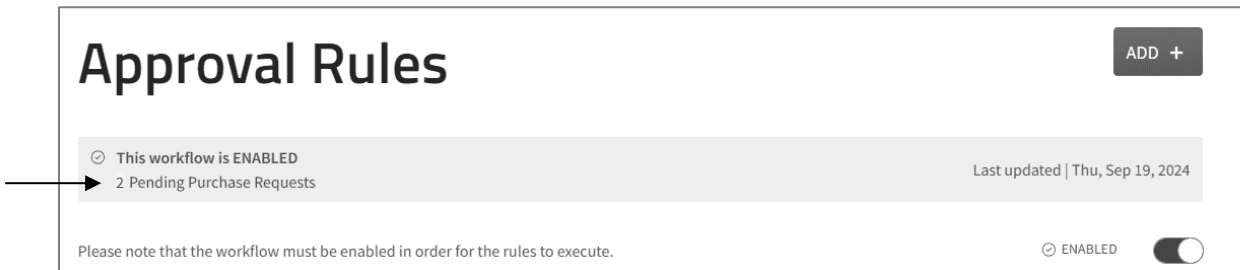 Approval Rules
ADD +
This workflow is ENABLED
2 Pending Purchase Requests
Last updated | Thu, Sep 19, 2024
Please note that the workflow must be enabled in order for the rules to execute.
ENABLED